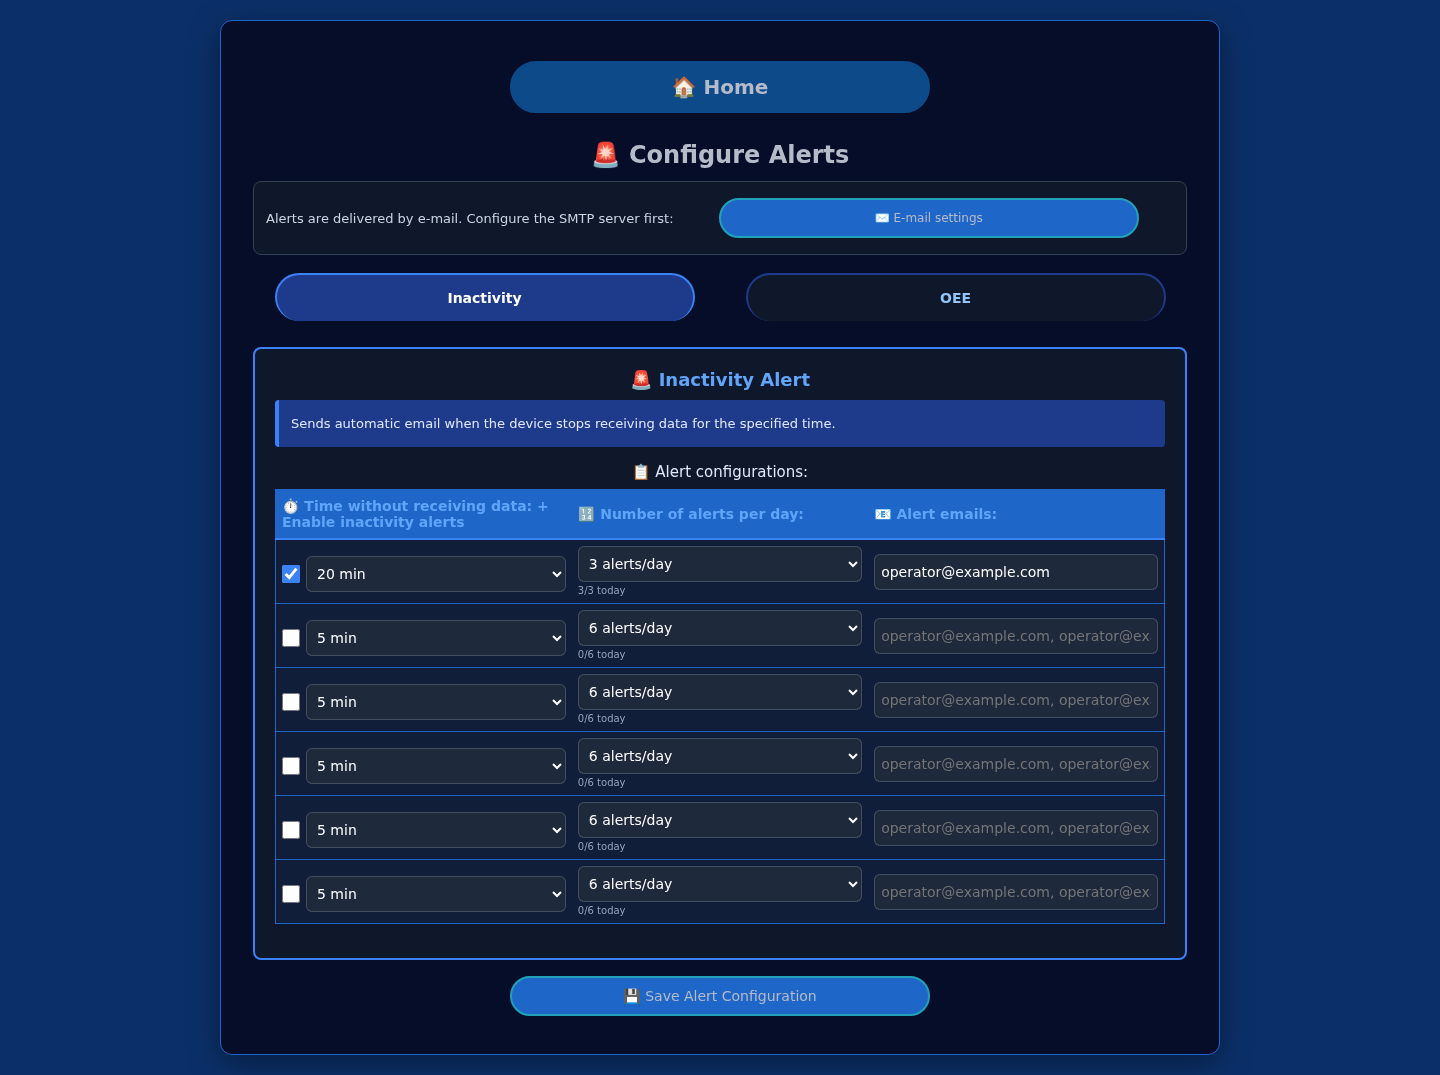 🏠 Home
🚨 Configure Alerts
Alerts are delivered by e-mail. Configure the SMTP server first:
✉️ E-mail settings
Inactivity
OEE
🚨 Inactivity Alert
Sends automatic email when the device stops receiving data for the specified time.
📋 Alert configurations:
⏱️ Time without receiving data: +
Enable inactivity alerts
🔢 Number of alerts per day:
📧 Alert emails:
20 min
3 alerts/day
3/3 today
operator@example.com
5 min
6 alerts/day
0/6 today
operator@example.com, operator@ex
5 min
6 alerts/day
0/6 today
operator@example.com, operator@ex
5 min
6 alerts/day
0/6 today
operator@example.com, operator@ex
5 min
6 alerts/day
0/6 today
operator@example.com, operator@ex
5 min
6 alerts/day
0/6 today
operator@example.com, operator@ex
💾 Save Alert Configuration